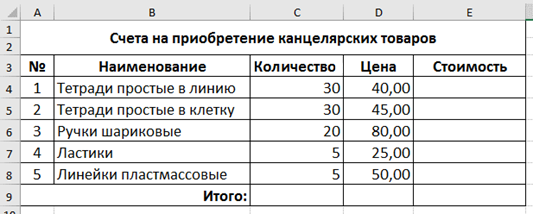 A B C D E
1
2
Счета на приобретение канцелярских товаров
3 № Наименование Количество Цена Стоимость
4 1 Тетради простые в линию 30 40,00
5 2 Тетради простые в клетку 30 45,00
6 3 Ручки шариковые 20 80,00
7 4 Ластики 5 25,00
8 5 Линейки пластмассовые 5 50,00
9 Итого: